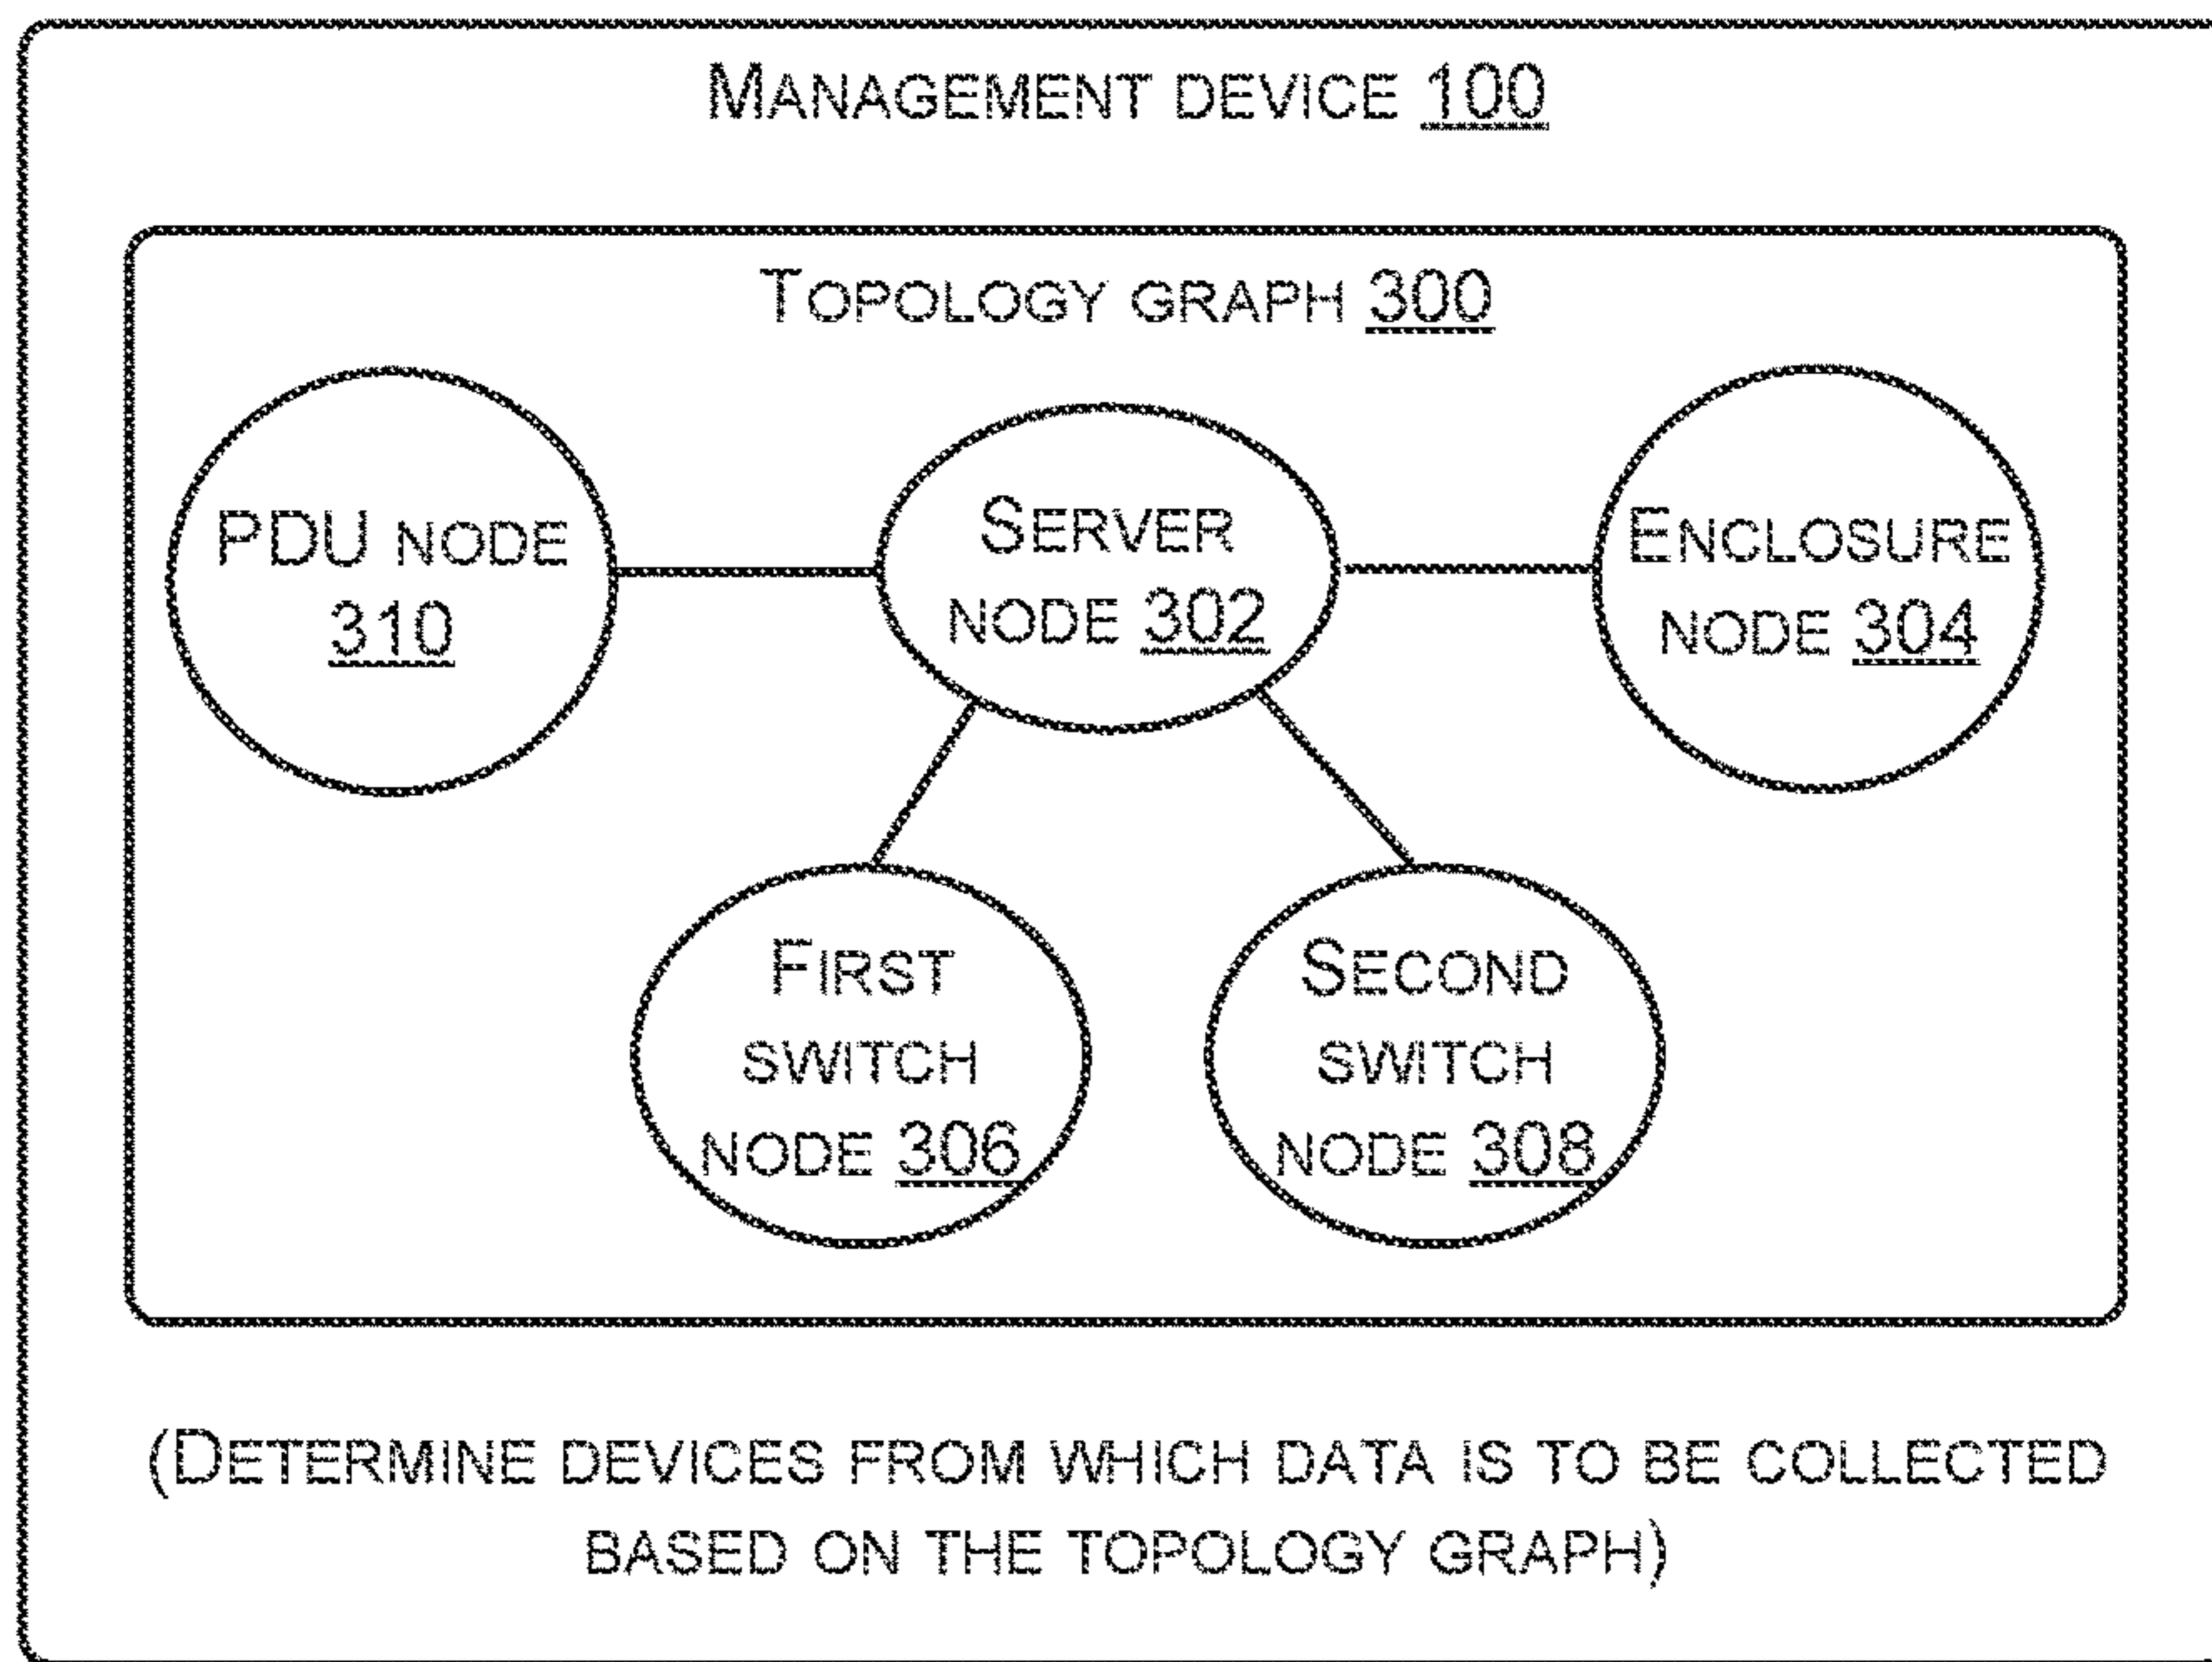 MANAGEMENT DEVICE 100
TOPOLOGY GRAPH 300
PDU NODE
310
SERVER
NODE 302
ENCLOSURE
NODE 304
FIRST
SWITCH
NODE 306
SECOND
SWITCH
NODE 308
(DETERMINE DEVICES FROM WHICH DATA IS TO BE COLLECTED
BASED ON THE TOPOLOGY GRAPH)